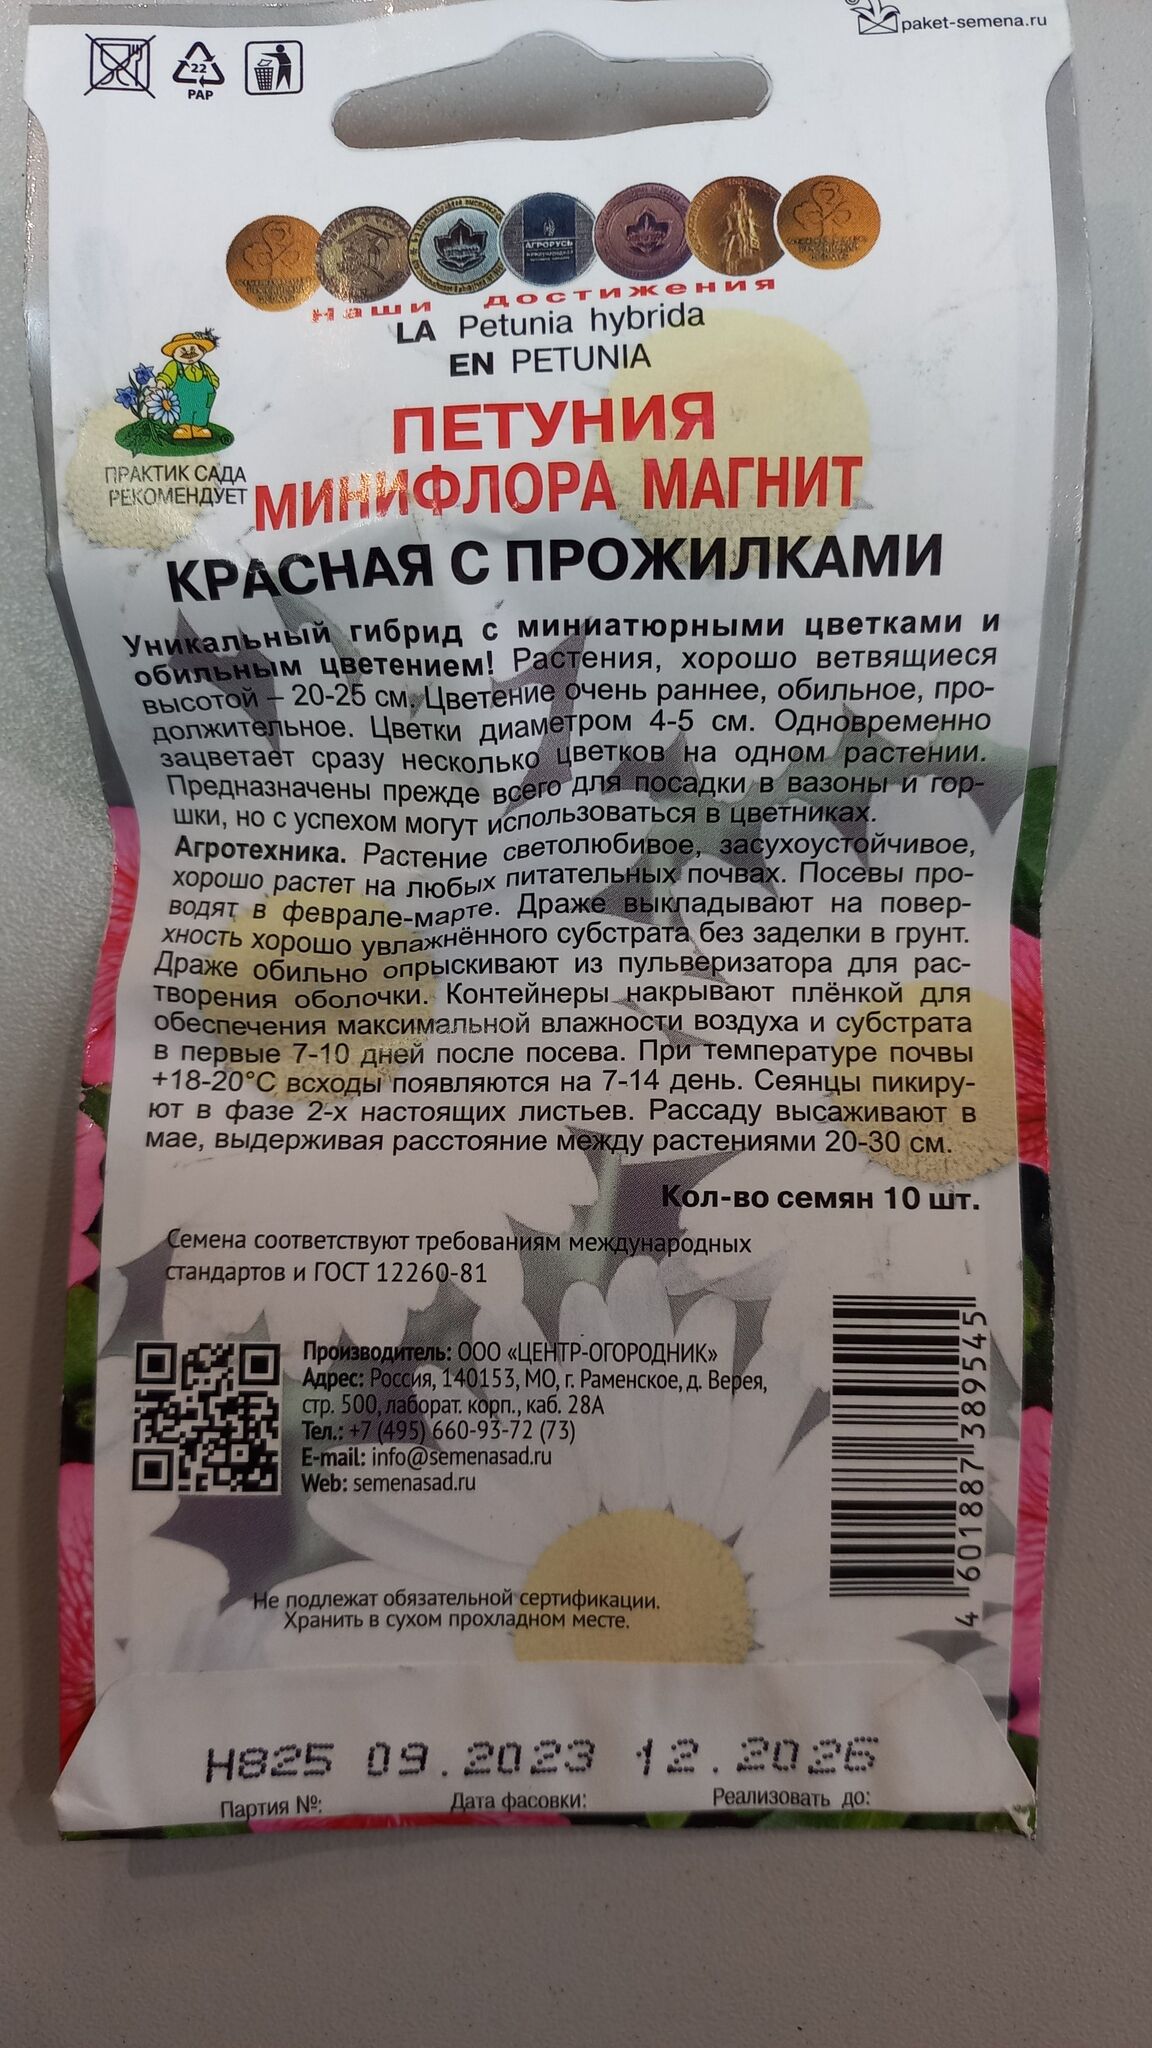 paket-semena.ru
22
PAP
АГРОРУСЬ
Наши достижения
LA Petunia hybrida
EN PETUNIA
ПЕТУНИЯ
МИНИФЛОРА МАГНИТ
КРАСНАЯ С ПРОЖИЛКАМИ
ПРАКТИК САДА
РЕКОМЕНДУЕТ
Уникальный гибрид с миниатюрными цветками и
обильным цветением! Растения, хорошо ветвящиеся
высотой – 20-25 см. Цветение очень раннее, обильное, про-
должительное. Цветки диаметром 4-5 см. Одновременно
зацветает сразу несколько цветков на одном растении.
Предназначены прежде всего для посадки в вазоны и гор-
шки, но с успехом могут использоваться в цветниках.
Агротехника. Растение светолюбивое, засухоустойчивое,
хорошо растет на любых питательных почвах. Посевы про-
водят в феврале-марте. Драже выкладывают на повер-
хность хорошо увлажнённого субстрата без заделки в грунт.
Драже обильно опрыскивают из пульверизатора для рас-
творения оболочки. Контейнеры накрывают плёнкой для
обеспечения максимальной влажности воздуха и субстрата
в первые 7-10 дней после посева. При температуре почвы
+18-20°С всходы появляются на 7-14 день. Сеянцы пикиру-
ют в фазе 2-х настоящих листьев. Рассаду высаживают в
мае, выдерживая расстояние между растениями 20-30 см.
Кол-во семян 10 шт.
Семена соответствуют требованиям международных
стандартов и ГОСТ 12260-81
Производитель: ООО «ЦЕНТР-ОГОРОДНИК»
Адрес: Россия, 140153, МО, г. Раменское, д. Верея,
стр. 500, лаборат. корп., каб. 28А
Тел.: +7 (495) 660-93-72 (73)
E-mail: info@semenasad.ru
Web: semenasad.ru
4 601887 389545
Не подлежат обязательной сертификации.
Хранить в сухом прохладном месте.
Н825 09.2023 12.2026
Партия №: Дата фасовки: Реализовать до: